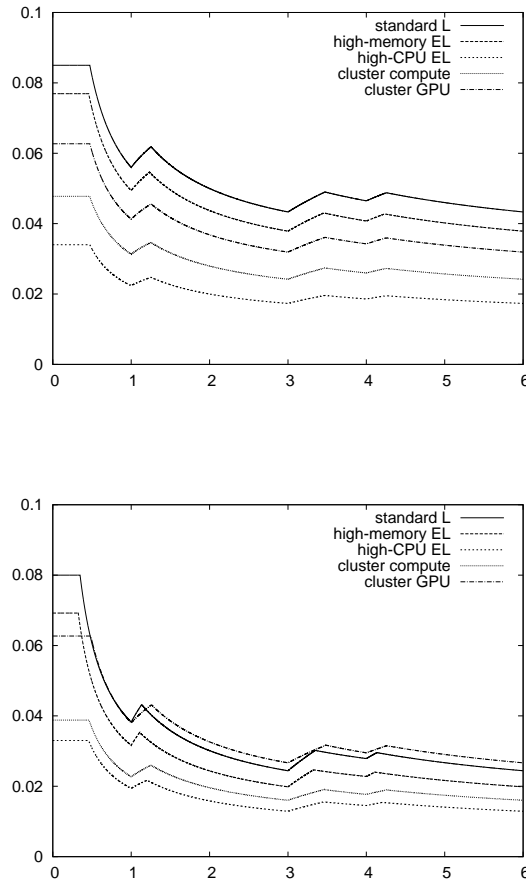 0.1
0.08
0.06
0.04
0.02
0
0 1 2 3 4 5 6
standard L
high-memory EL
high-CPU EL
cluster compute
cluster GPU
0.1
0.08
0.06
0.04
0.02
0
0 1 2 3 4 5 6
standard L
high-memory EL
high-CPU EL
cluster compute
cluster GPU